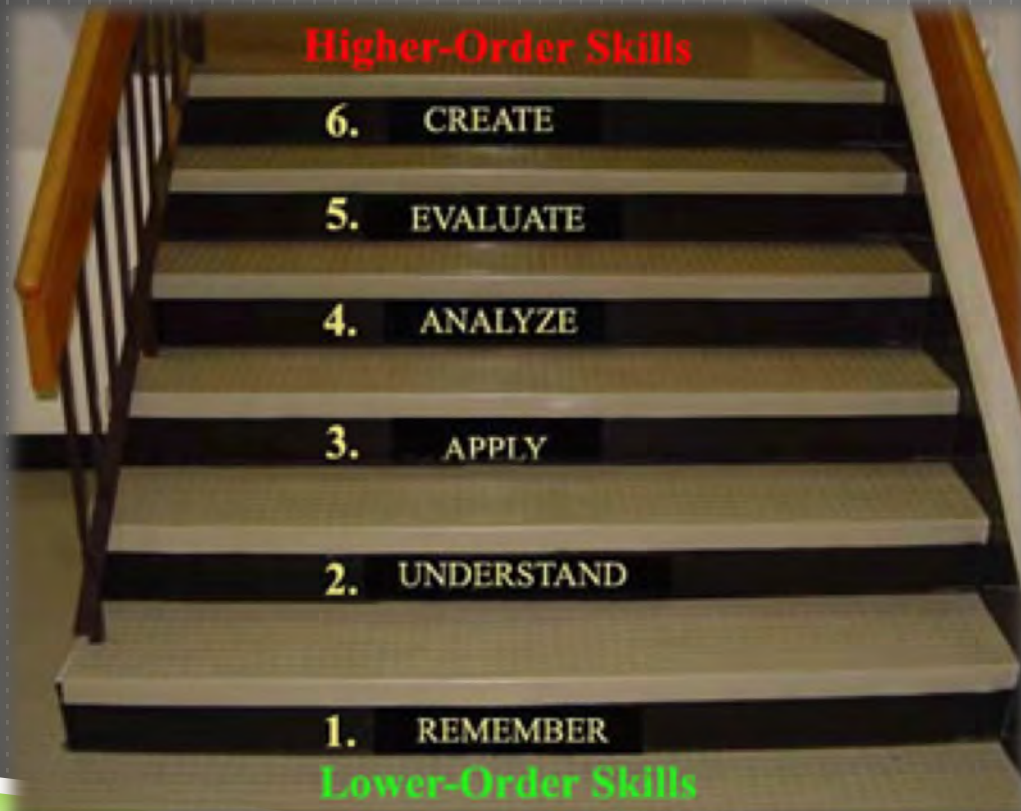 Higher-Order Skills
6. CREATE
5. EVALUATE
4. ANALYZE
3. APPLY
2. UNDERSTAND
1. REMEMBER
Lower-Order Skills